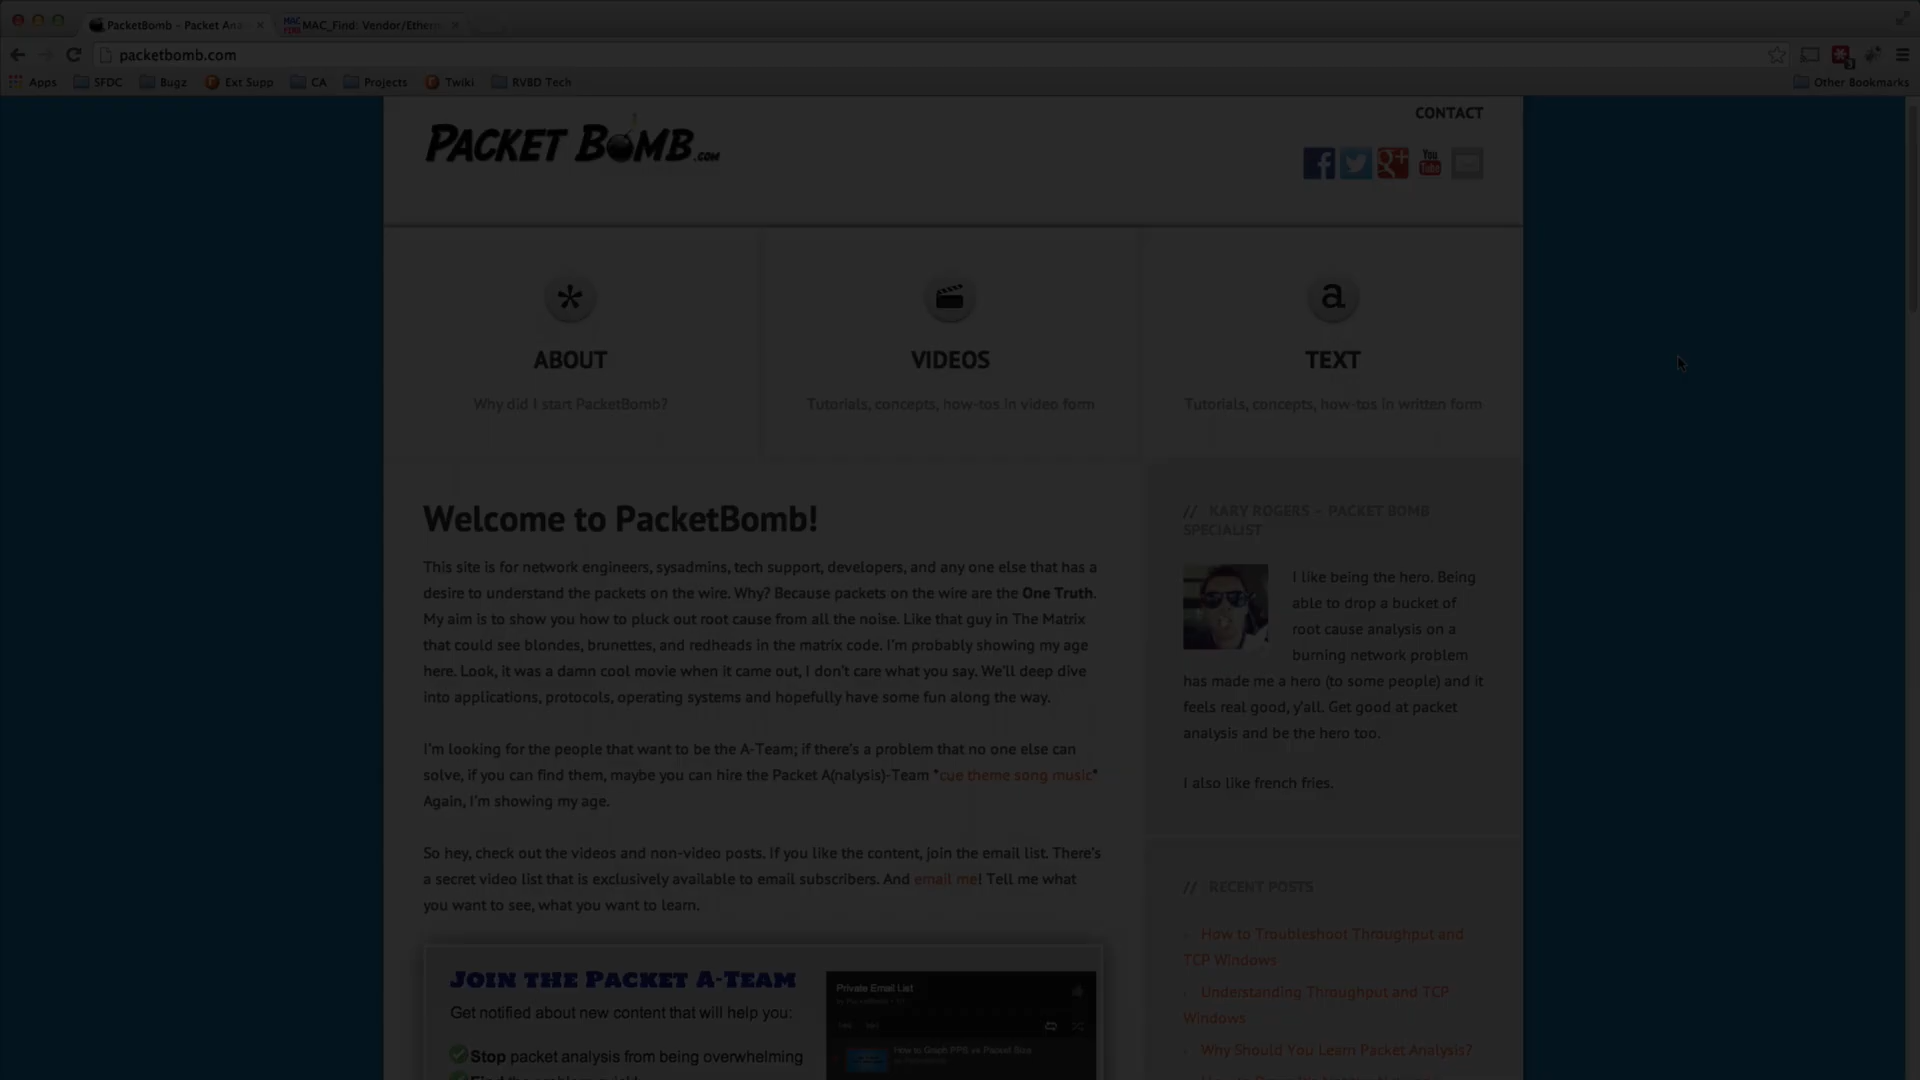 PacketBomb – Packet Ana
MAC_Find: Vendor/Ethern
packetbomb.com
Apps
SFDC
Bugz
Ext Supp
CA
Projects
Twiki
RVBD Tech
Other Bookmarks
CONTACT
PACKET BOMB.COM
You
Tube
ABOUT
Why did I start PacketBomb?
VIDEOS
Tutorials, concepts, how-tos in video form
TEXT
Tutorials, concepts, how-tos in written form
Welcome to PacketBomb!
This site is for network engineers, sysadmins, tech support, developers, and any one else that has a
desire to understand the packets on the wire. Why? Because packets on the wire are the One Truth.
My aim is to show you how to pluck out root cause from all the noise. Like that guy in The Matrix
that could see blondes, brunettes, and redheads in the matrix code. I'm probably showing my age
here. Look, it was a damn cool movie when it came out, I don't care what you say. We'll deep dive
into applications, protocols, operating systems and hopefully have some fun along the way.
I'm looking for the people that want to be the A-Team; if there's a problem that no one else can
solve, if you can find them, maybe you can hire the Packet A(nalysis)-Team *cue theme song music*
Again, I'm showing my age.
So hey, check out the videos and non-video posts. If you like the content, join the email list. There's
a secret video list that is exclusively available to email subscribers. And email me! Tell me what
you want to see, what you want to learn.
JOIN THE PACKET A-TEAM
Get notified about new content that will help you:
Stop packet analysis from being overwhelming
Private Email List
How to Graph PPS vs Packet Size
// KARY ROGERS – PACKET BOMB
SPECIALIST
I like being the hero. Being
able to drop a bucket of
root cause analysis on a
burning network problem
has made me a hero (to some people) and it
feels real good, y'all. Get good at packet
analysis and be the hero too.
I also like french fries.
// RECENT POSTS
How to Troubleshoot Throughput and
TCP Windows
Understanding Throughput and TCP
Windows
Why Should You Learn Packet Analysis?